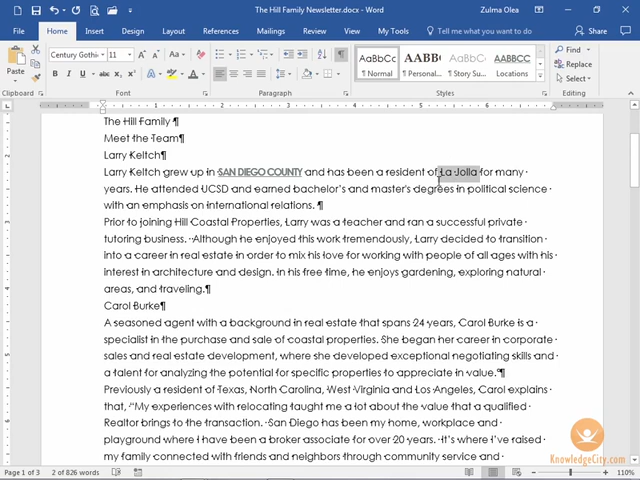 The Hill Family Newsletter.docx - Word
Zulma Olea
File Home Insert Draw Design Layout References Mailings Review View My Tools Share
Paste
Century Gothi 11
B I U abc
AaBbCc
AABBC
AaBbCc
AABBCC
¶ Normal
¶ Personal...
¶ Story Su...
Locations
Find
Replace
Select
Clipboard
Font
Paragraph
Styles
Editing
1 2 3 4 5 6
The Hill Family ¶
Meet the Team¶
Larry Keltch¶
Larry Keltch grew up in SAN DIEGO COUNTY and has been a resident of La Jolla for many
years. He attended UCSD and earned bachelor's and master's degrees in political science
with an emphasis on international relations. ¶
Prior to joining Hill Coastal Properties, Larry was a teacher and ran a successful private
tutoring business. Although he enjoyed this work tremendously, Larry decided to transition
into a career in real estate in order to mix his love for working with people of all ages with his
interest in architecture and design. In his free time, he enjoys gardening, exploring natural
areas, and traveling.¶
Carol Burke¶
A seasoned agent with a background in real estate that spans 24 years, Carol Burke is a
specialist in the purchase and sale of coastal properties. She began her career in corporate
sales and real estate development, where she developed exceptional negotiating skills and
a talent for analyzing the potential for specific properties to appreciate in value.¶
Previously a resident of Texas, North Carolina, West Virginia and Los Angeles, Carol explains
that, "My experiences with relocating taught me a lot about the value that a qualified
Realtor brings to the transaction. San Diego has been my home, workplace and
playground where I have been a broker associate for over 20 years. It's where I've raised
my family connected with friends and neighbors through community service and
KnowledgeCity.com
Page 1 of 3 2 of 826 words
110%